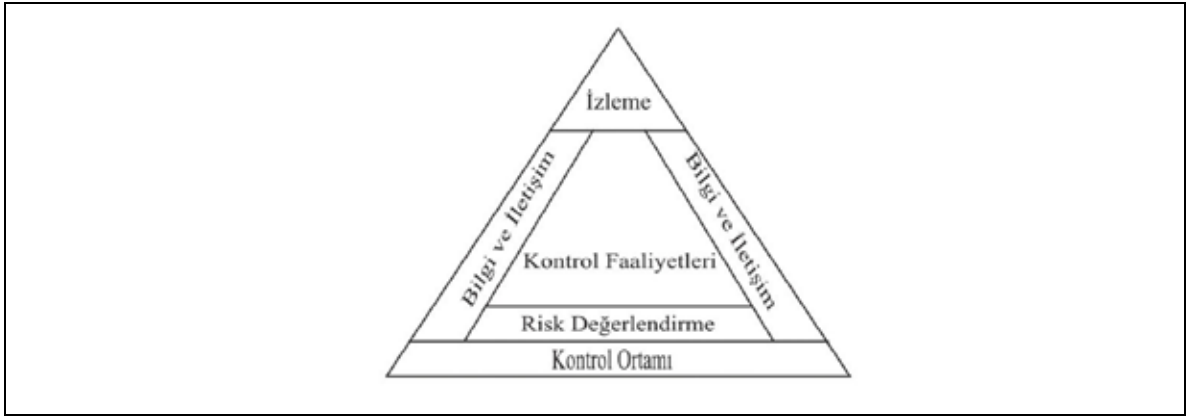 İzleme
Bilgi ve İletişim
Bilgi ve İletişim
Kontrol Faaliyetleri
Risk Değerlendirme
Kontrol Ortamı